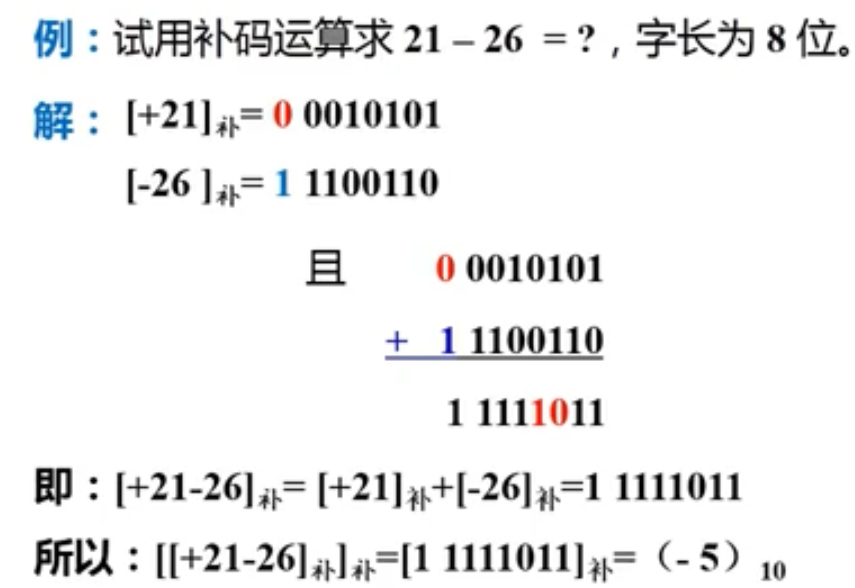 例：试用补码运算求 21 – 26 = ?，字长为 8 位。
解：[+21]补= 0 0010101
[-26 ]补= 1 1100110
且 0 0010101
+ 1 1100110
1 1111011
即：[+21-26]补= [+21]补+[-26]补=1 1111011
所以：[[+21-26]补]补=[1 1111011]补=（- 5）10